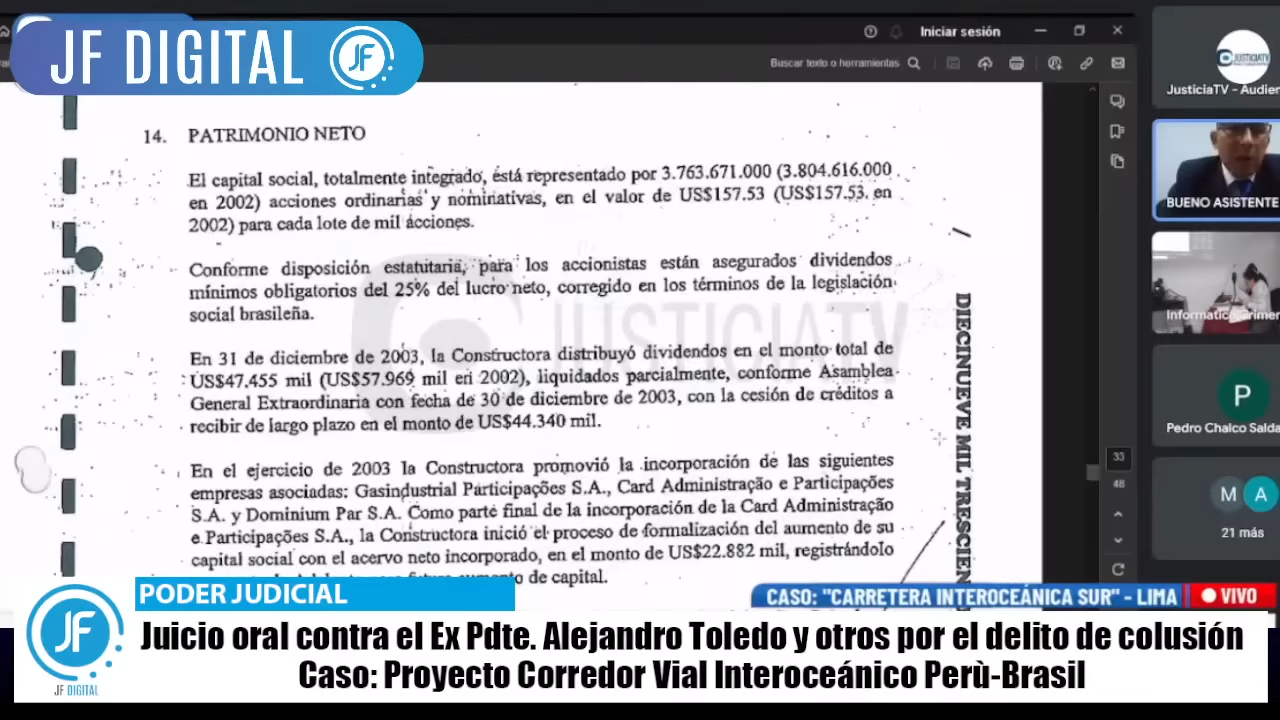 JF DIGITAL
JF
Iniciar sesión
Buscar texto o herramientas
14. PATRIMONIO NETO
El capital social, totalmente integrado, está representado por 3.763.671.000 (3.804.616.000
en 2002) acciones ordinarias y nominativas, en el valor de US$157.53 (US$157.53. en
2002) para cada lote de mil acciones.
Conforme disposición estatutaria, para los accionistas están asegurados dividendos
mínimos obligatorios del 25% del lucro neto, corregido en los términos de la legislación
social brasileña.
En 31 de diciembre de 2003, la Constructora distribuyó dividendos en el monto total de
US$47.455 mil (US$57.969 mil en 2002), liquidados parcialmente, conforme Asamblea
General Extraordinaria con fecha de 30 de diciembre de 2003, con la cesión de créditos a
recibir de largo plazo en el monto de US$44.340 mil.
En el ejercicio de 2003 la Constructora promovió la incorporación de las siguientes
empresas asociadas: Gasindustrial Participações S.A., Card Administração e Participações
S.A. y Dominium Par S.A. Como parte final de la incorporación de la Card Administração
e Participações S.A., la Constructora inició el proceso de formalización del aumento de su
capital social con el acervo neto incorporado, en el monto de US$22.882 mil, registrándolo
de capital.
JUSTICIATV
DIECINUEVE MIL TRESCIEN
33
48
JUSTICIATV
JusticiaTV - Audien
BUENO ASISTENTE
Informatica
P
Pedro Chalco Salda
M A
21 más
PODER JUDICIAL
CASO: "CARRETERA INTEROCEÁNICA SUR" - LIMA
VIVO
JF
JF DIGITAL
Juicio oral contra el Ex Pdte. Alejandro Toledo y otros por el delito de colusión
Caso: Proyecto Corredor Vial Interoceánico Perù-Brasil